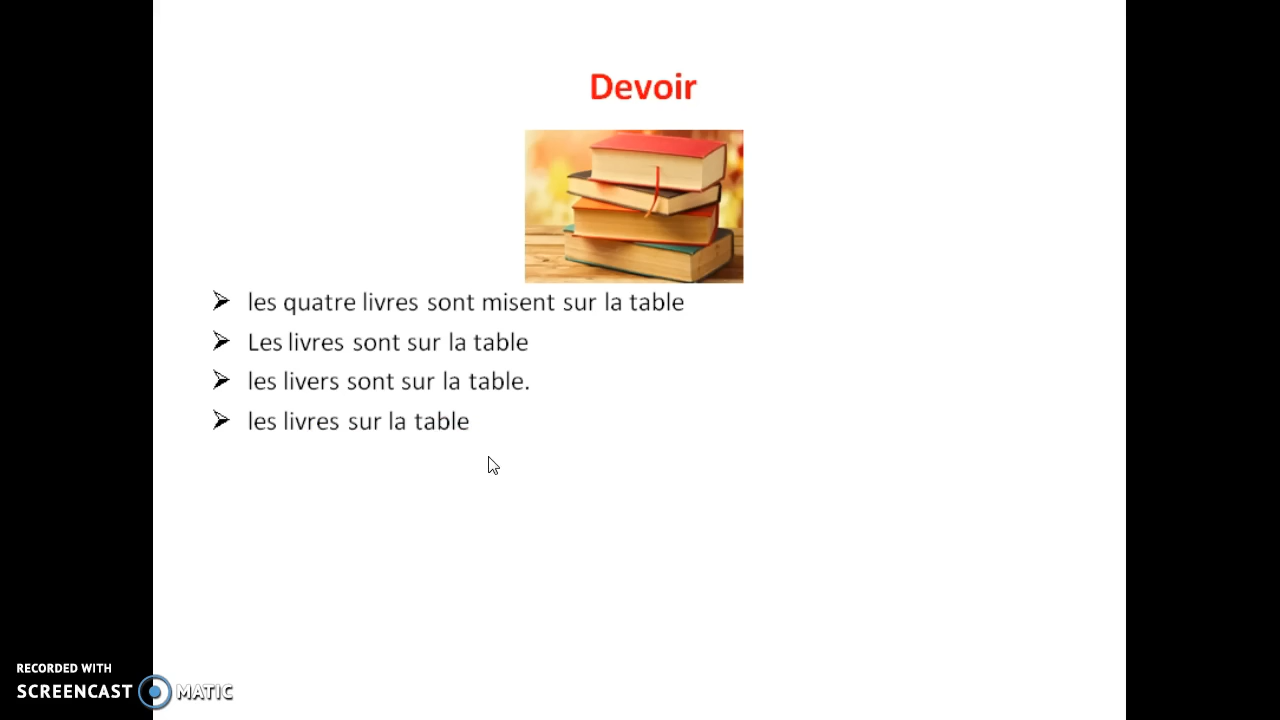 Devoir
les quatre livres sont misent sur la table
Les livres sont sur la table
les livers sont sur la table.
les livres sur la table
RECORDED WITH
SCREENCAST MATIC